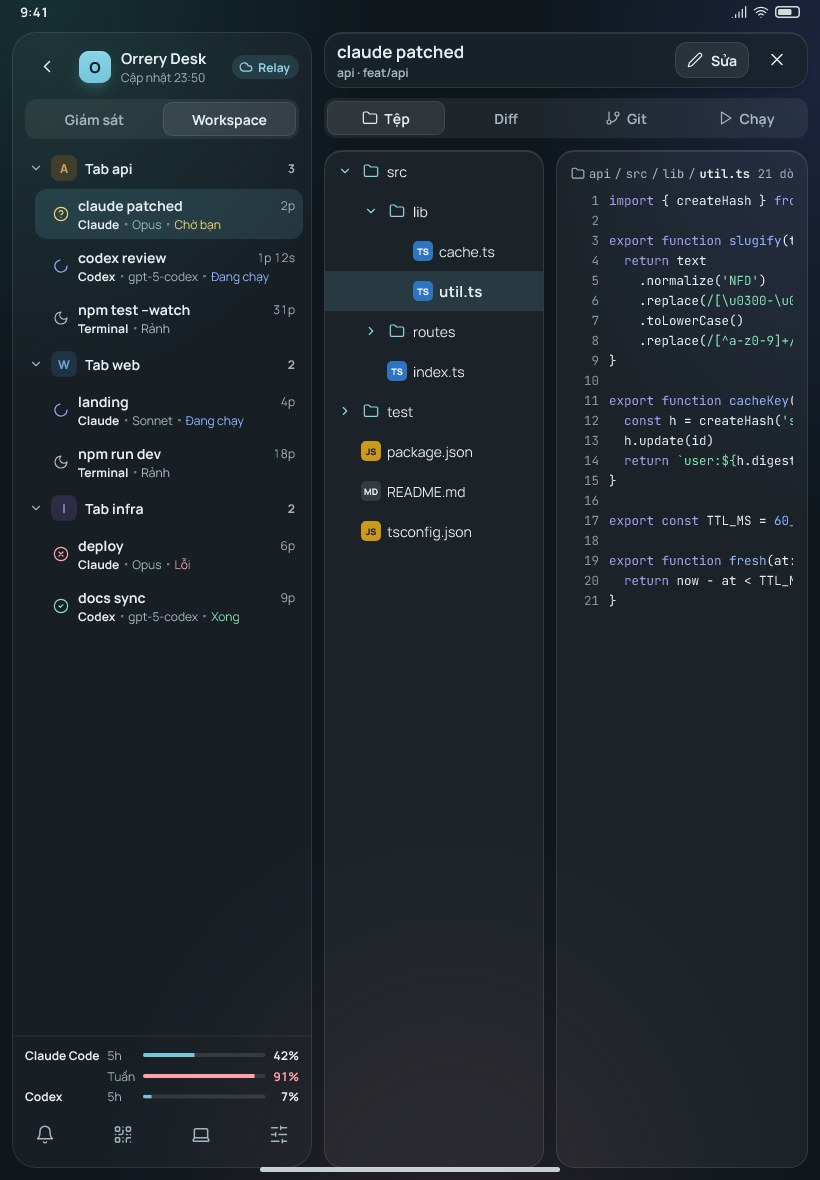 9:41
O Orrery Desk
Cập nhật 23:50
Relay
Giám sát Workspace
A Tab api 3
claude patched 2p
Claude • Opus • Chờ bạn
codex review 1p 12s
Codex • gpt-5-codex • Đang chạy
npm test –watch 31p
Terminal • Rảnh
W Tab web 2
landing 4p
Claude • Sonnet • Đang chạy
npm run dev 18p
Terminal • Rảnh
I Tab infra 2
deploy 6p
Claude • Opus • Lỗi
docs sync 9p
Codex • gpt-5-codex • Xong
Claude Code 5h 42%
Tuần 91%
Codex 5h 7%
claude patched
api · feat/api
Sửa
Tệp Diff Git Chạy
src
lib
TS cache.ts
TS util.ts
routes
TS index.ts
test
JS package.json
MD README.md
JS tsconfig.json
api / src / lib / util.ts 21 dò
1 import { createHash } fro
2
3 export function slugify(t
4 return text
5 .normalize('NFD')
6 .replace(/[\u0300-\u0
7 .toLowerCase()
8 .replace(/[^a-z0-9]+/
9 }
10
11 export function cacheKey(
12 const h = createHash('s
13 h.update(id)
14 return `user:${h.digest
15 }
16
17 export const TTL_MS = 60_
18
19 export function fresh(at:
20 return now - at < TTL_M
21 }